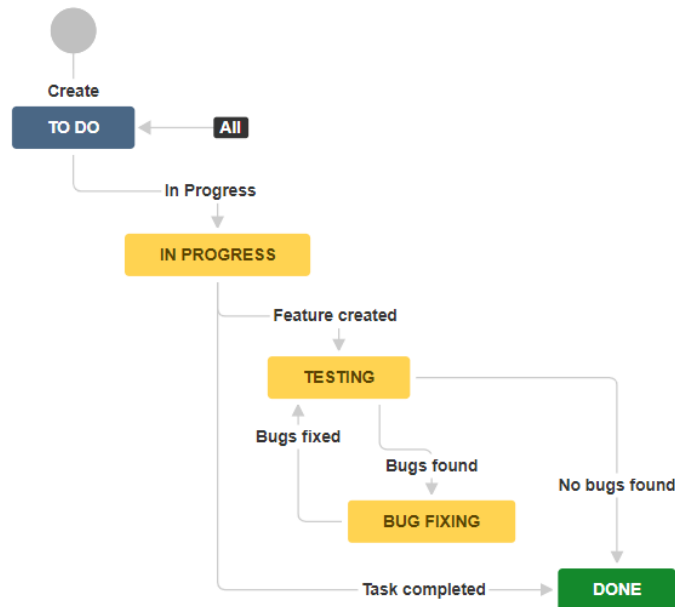 Create
TO DO
All
In Progress
IN PROGRESS
Feature created
TESTING
Bugs fixed
Bugs found
No bugs found
BUG FIXING
Task completed
DONE